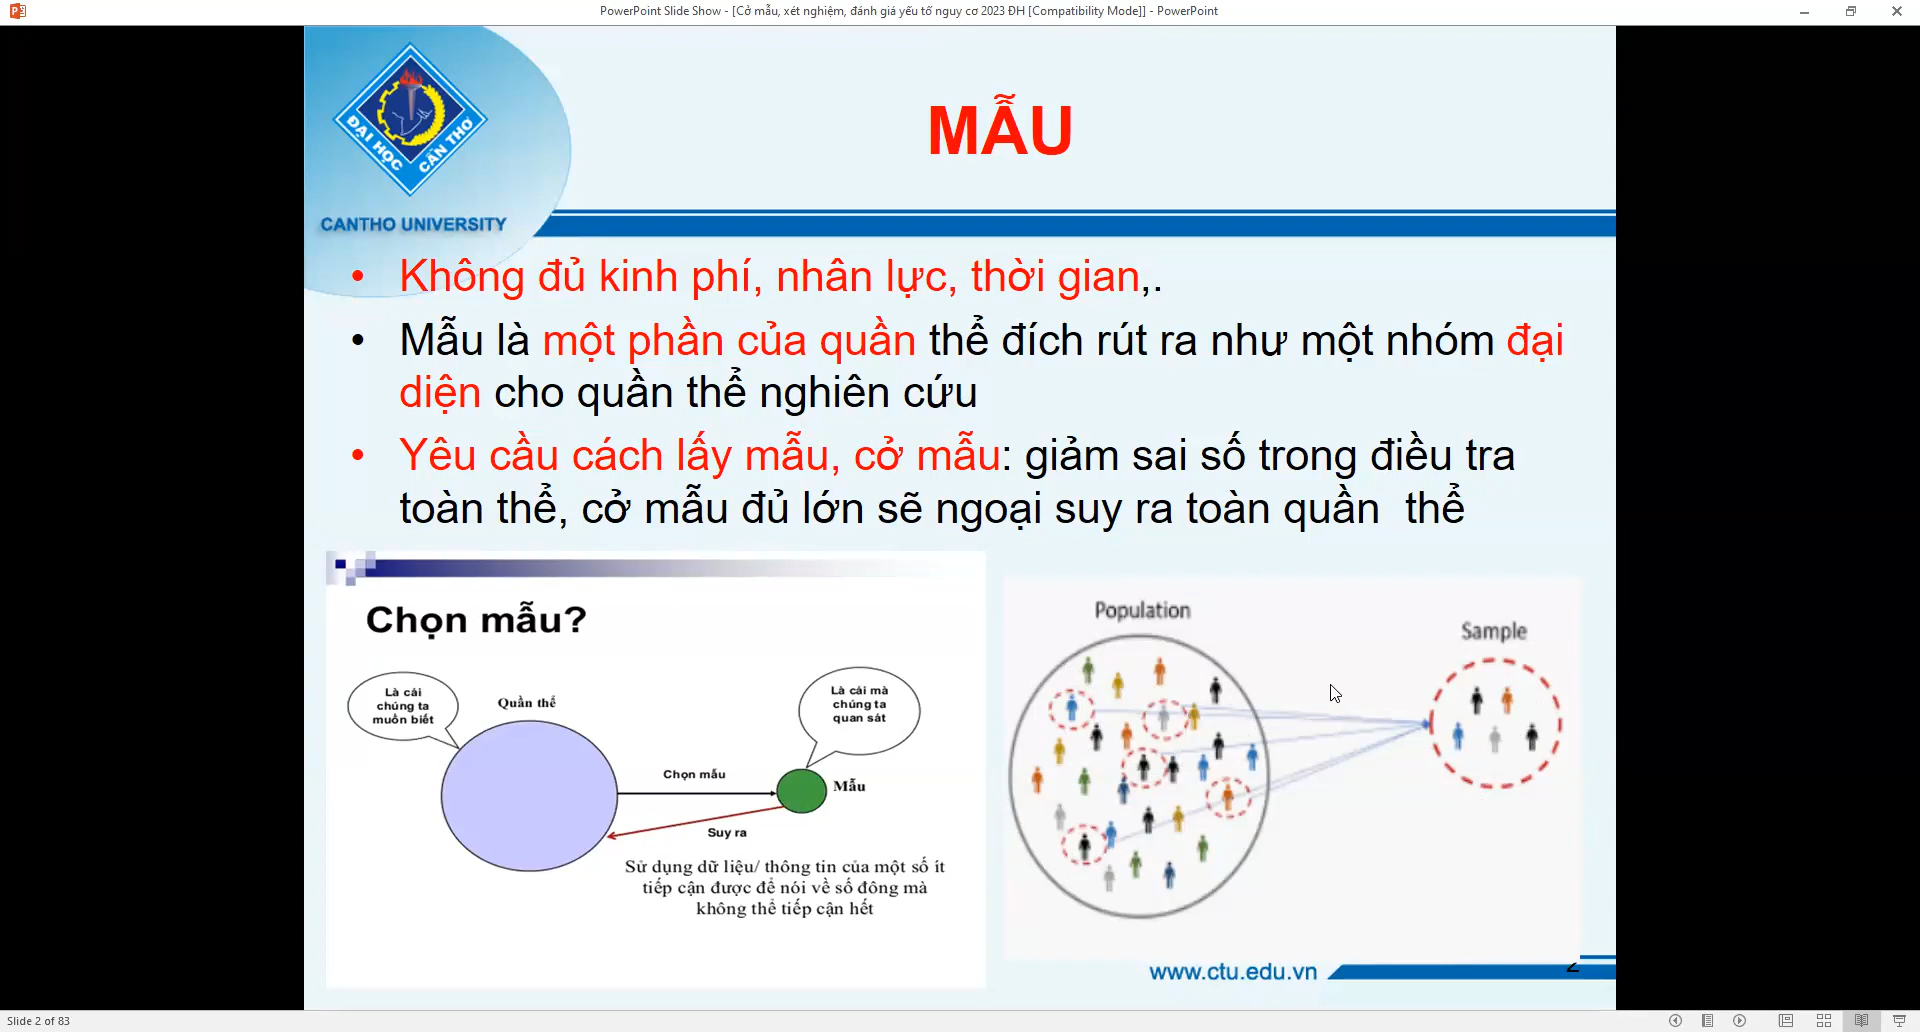 PowerPoint Slide Show - [Cở mẫu, xét nghiệm, đánh giá yếu tố nguy cơ 2023 ĐH [Compatibility Mode]] - PowerPoint
ĐẠI HỌC CẦN THƠ
CANTHO UNIVERSITY
MẪU
• Không đủ kinh phí, nhân lực, thời gian,.
• Mẫu là một phần của quần thể đích rút ra như một nhóm đại
diện cho quần thể nghiên cứu
• Yêu cầu cách lấy mẫu, cở mẫu: giảm sai số trong điều tra
toàn thể, cở mẫu đủ lớn sẽ ngoại suy ra toàn quần thể
Chọn mẫu?
Là cái
chúng ta
muốn biết
Quần thể
Là cái mà
chúng ta
quan sát
Chọn mẫu
Mẫu
Suy ra
Sử dụng dữ liệu/ thông tin của một số ít
tiếp cận được để nói về số đông mà
không thể tiếp cận hết
Population
Sample
www.ctu.edu.vn
2
Slide 2 of 83